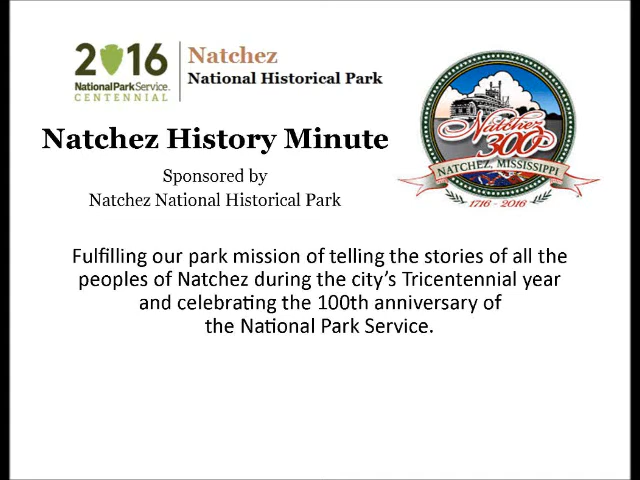 2016
National Park Service
CENTENNIAL
Natchez
National Historical Park
Natchez History Minute
Sponsored by
Natchez National Historical Park
Natchez
300
NATCHEZ, MISSISSIPPI
1716 - 2016
Fulfilling our park mission of telling the stories of all the
peoples of Natchez during the city's Tricentennial year
and celebrating the 100th anniversary of
the National Park Service.